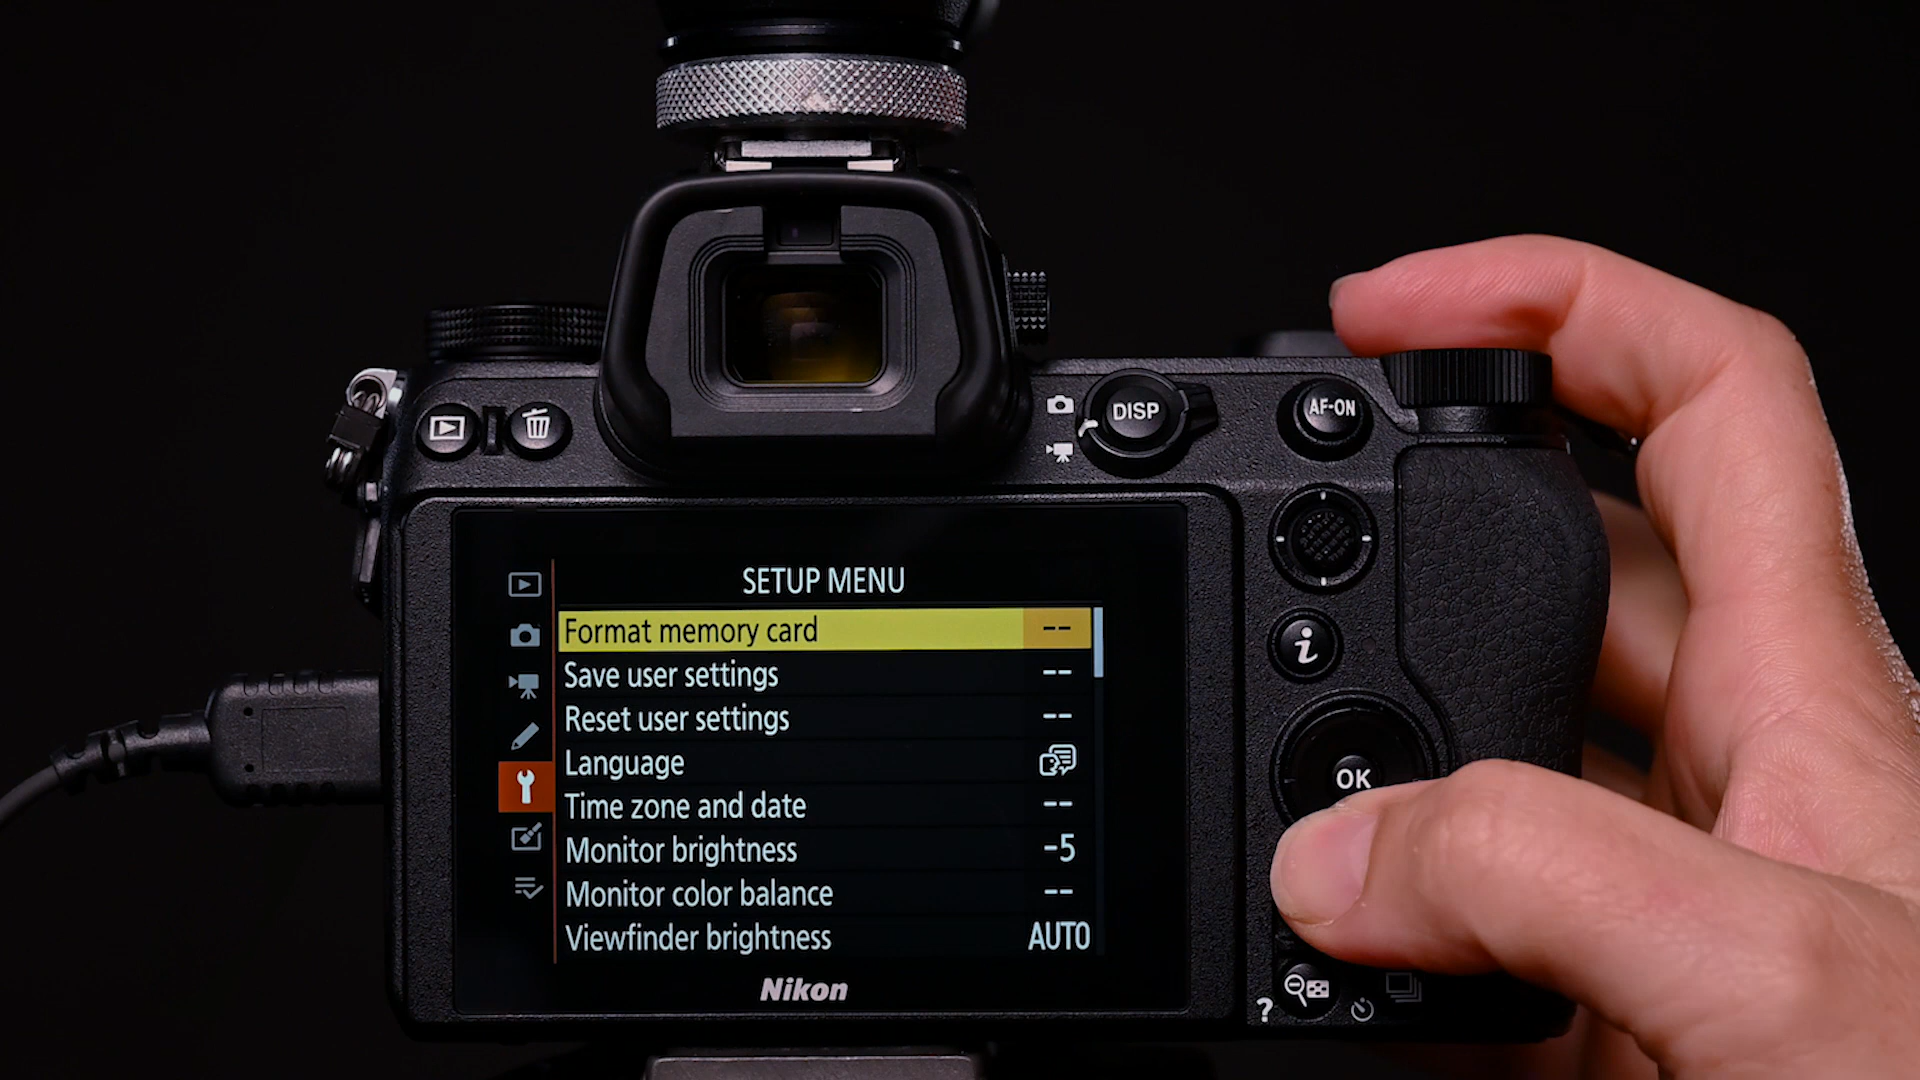 DISP
AF-ON
SETUP MENU
Format memory card --
Save user settings --
Reset user settings --
Language
Time zone and date --
Monitor brightness -5
Monitor color balance --
Viewfinder brightness AUTO
i
OK
Nikon
?